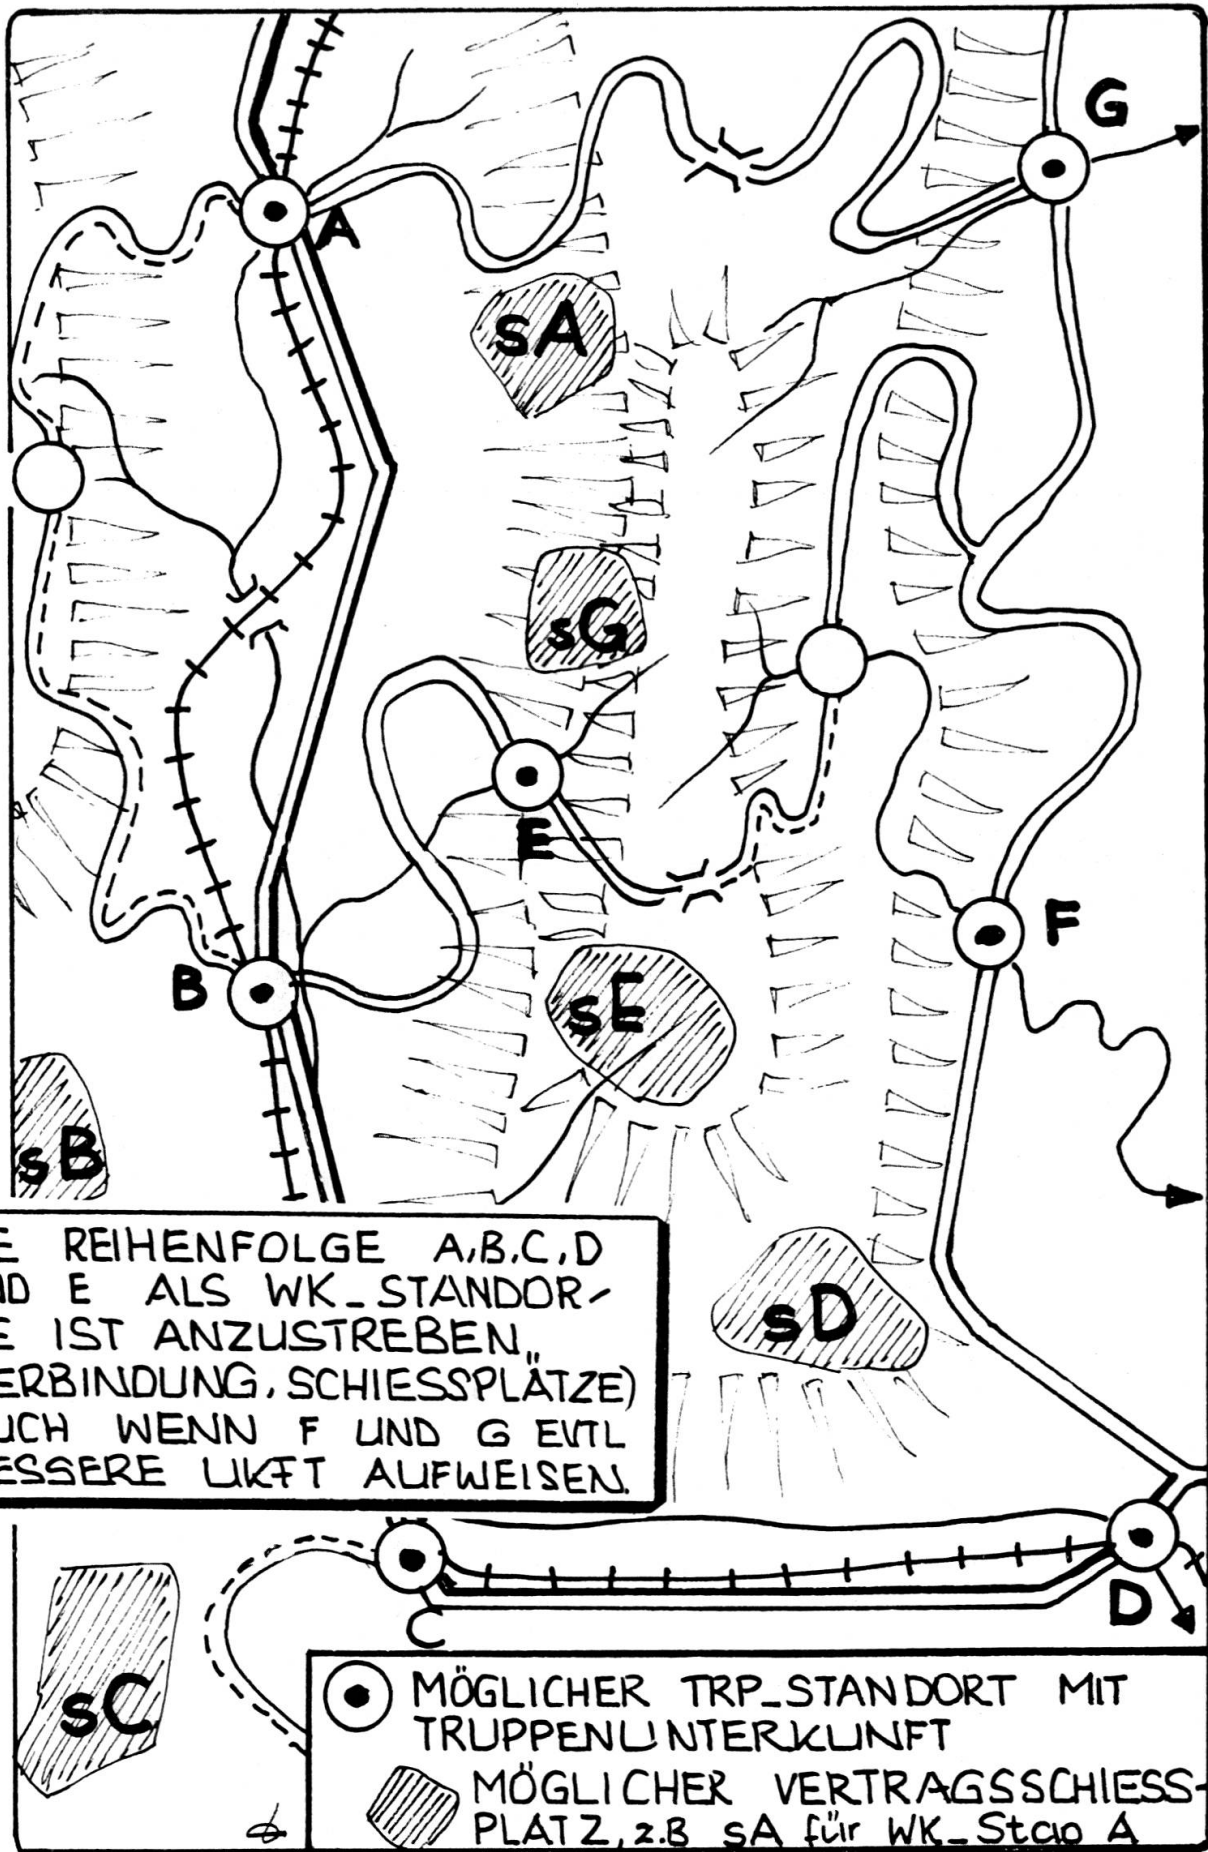 G
A
sA
sG
E
F
B
sE
sB
E REIHENFOLGE A,B,C,D
ND E ALS WK_STANDOR-
E IST ANZUSTREBEN
ERBINDUNG, SCHIESSPLÄTZE)
UCH WENN F UND G EVTL
ESSERE UKFT AUFWEISEN.
sD
C
D
sC
MÖGLICHER TRP_STANDORT MIT
TRUPPENUNTERKUNFT
MÖGLICHER VERTRAGSSCHIESS-
PLATZ, z.B sA für WK_Stao A